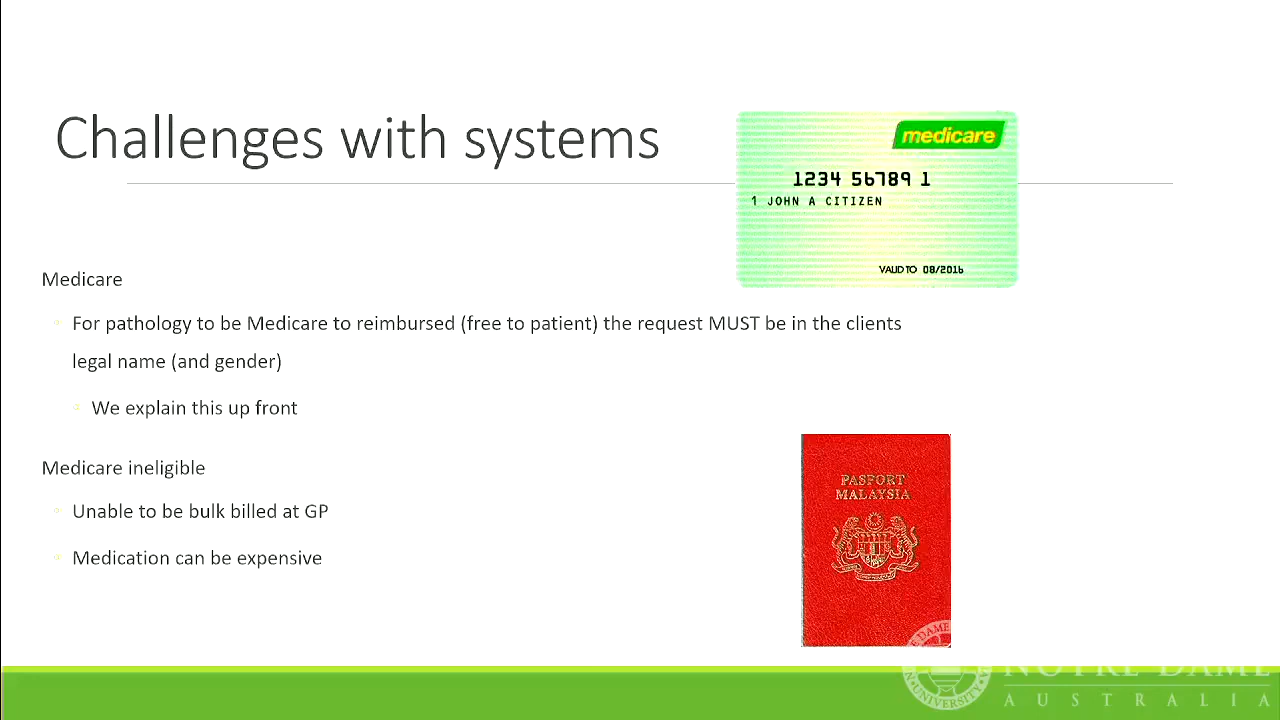 Challenges with systems
medicare
1234 56789 1
1 JOHN A CITIZEN
VALID TO 08/2016
Medicare
For pathology to be Medicare to reimbursed (free to patient) the request MUST be in the clients
legal name (and gender)
We explain this up front
Medicare ineligible
Unable to be bulk billed at GP
Medication can be expensive
PASPORT
MALAYSIA
NOTRE DAME
AUSTRALIA